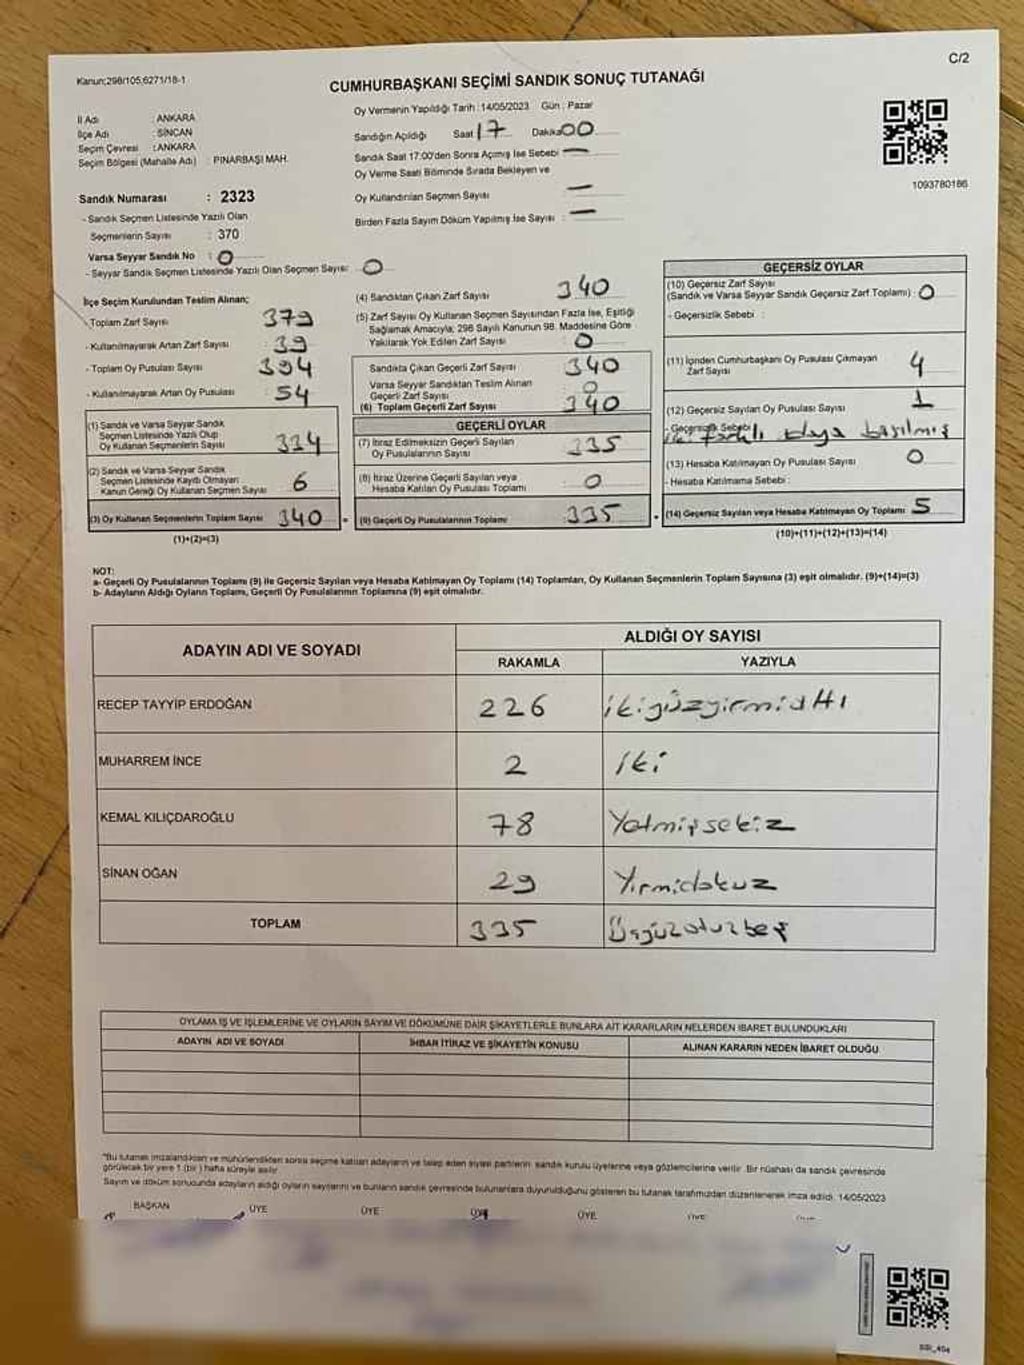 Kanun;298/105,6271/18-1
C/2
CUMHURBAŞKANI SEÇİMİ SANDIK SONUÇ TUTANAĞI
İl Adı : ANKARA
İlçe Adı : SİNCAN
Seçim Çevresi : ANKARA
Seçim Bölgesi (Mahalle Adı) : PINARBAŞI MAH.
Sandık Numarası : 2323
- Sandık Seçmen Listesinde Yazılı Olan
Seçmenlerin Sayısı : 370
Varsa Seyyar Sandık No : 0
- Seyyar Sandık Seçmen Listesinde Yazılı Olan Seçmen Sayısı: 0
Oy Vermenin Yapıldığı Tarih : 14/05/2023 Gün : Pazar
Sandığın Açıldığı Saat 17 Dakika 00
Sandık Saat 17:00'den Sonra Açılmış İse Sebebi —
Oy Verme Saati Bitiminde Sırada Bekleyen ve
Oy Kullandırılan Seçmen Sayısı —
Birden Fazla Sayım Döküm Yapılmış İse Sayısı : —
1093780186
İlçe Seçim Kurulundan Teslim Alınan;
- Toplam Zarf Sayısı 379
- Kullanılmayarak Artan Zarf Sayısı : 39
- Toplam Oy Pusulası Sayısı 394
- Kullanılmayarak Artan Oy Pusulası : 54
(1) Sandık ve Varsa Seyyar Sandık
Seçmen Listesinde Yazılı Olup
Oy Kullanan Seçmenlerin Sayısı 334
(2) Sandık ve Varsa Seyyar Sandık
Seçmen Listesinde Kayıtlı Olmayan
Kanun Gereği Oy Kullanan Seçmen Sayısı 6
(3) Oy Kullanan Seçmenlerin Toplam Sayısı 340
(1)+(2)=(3)
(4) Sandıktan Çıkan Zarf Sayısı 340
(5) Zarf Sayısı Oy Kullanan Seçmen Sayısından Fazla İse, Eşitliği
Sağlamak Amacıyla; 298 Sayılı Kanunun 98. Maddesine Göre
Yakılarak Yok Edilen Zarf Sayısı : 0
Sandıkta Çıkan Geçerli Zarf Sayısı 340
Varsa Seyyar Sandıktan Teslim Alınan
Geçerli Zarf Sayısı 0
(6) Toplam Geçerli Zarf Sayısı 340
GEÇERLİ OYLAR
(7) İtiraz Edilmeksizin Geçerli Sayılan
Oy Pusulalarının Sayısı 335
(8) İtiraz Üzerine Geçerli Sayılan veya
Hesaba Katılan Oy Pusulası Toplamı 0
(9) Geçerli Oy Pusulalarının Toplamı 335
GEÇERSİZ OYLAR
(10) Geçersiz Zarf Sayısı
(Sandık ve Varsa Seyyar Sandık Geçersiz Zarf Toplamı) : 0
- Geçersizlik Sebebi :
(11) İçinden Cumhurbaşkanı Oy Pusulası Çıkmayan
Zarf Sayısı 4
(12) Geçersiz Sayılan Oy Pusulası Sayısı 1
- Geçersizlik Sebebi iki farklı basılmış
(13) Hesaba Katılmayan Oy Pusulası Sayısı 0
- Hesaba Katılmama Sebebi :
(14) Geçersiz Sayılan veya Hesaba Katılmayan Oy Toplamı 5
(10)+(11)+(12)+(13)=(14)
NOT:
a- Geçerli Oy Pusulalarının Toplamı (9) ile Geçersiz Sayılan veya Hesaba Katılmayan Oy Toplamı (14) Toplamları, Oy Kullanan Seçmenlerin Toplam Sayısına (3) eşit olmalıdır. (9)+(14)=(3)
b- Adayların Aldığı Oyların Toplamı, Geçerli Oy Pusulalarının Toplamına (9) eşit olmalıdır.
ADAYIN ADI VE SOYADI
ALDIĞI OY SAYISI
RAKAMLA YAZIYLA
RECEP TAYYİP ERDOĞAN 226 ikiyüzyirmialtı
MUHARREM İNCE 2 iki
KEMAL KILIÇDAROĞLU 78 Yetmişsekiz
SİNAN OĞAN 29 Yirmidokuz
TOPLAM 335 Üçyüzotuzbeş
OYLAMA İŞ VE İŞLEMLERİNE VE OYLARIN SAYIM VE DÖKÜMÜNE DAİR ŞİKAYETLERLE BUNLARA AİT KARARLARIN NELERDEN İBARET BULUNDUKLARI
ADAYIN ADI VE SOYADI İHBAR İTİRAZ VE ŞİKAYETİN KONUSU ALINAN KARARIN NEDEN İBARET OLDUĞU
"Bu tutanak imzalandıktan ve mühürlendikten sonra seçime katılan adayların ve talep eden siyasi partilerin sandık kurulu üyelerine veya gözlemcilerine verilir. Bir nüshası da sandık çevresinde
görülecek bir yere 1 (bir) hafta süreyle asılır.
Sayım ve döküm sonucunda adayların aldığı oyların sayılarını ve bunların sandık çevresinde bulunanlara duyurulduğunu gösteren bu tutanak tarafımızdan düzenlenerek imza edildi. 14/05/2023
BAŞKAN ÜYE ÜYE ÜYE ÜYE